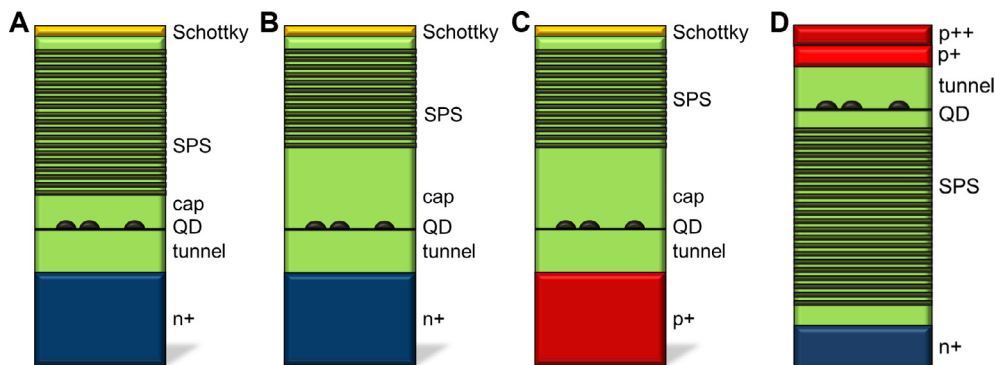 A
Schottky
SPS
cap
QD
tunnel
n+
B
Schottky
SPS
cap
QD
tunnel
n+
C
Schottky
SPS
cap
QD
tunnel
p+
D
p++
p+
tunnel
QD
SPS
n+